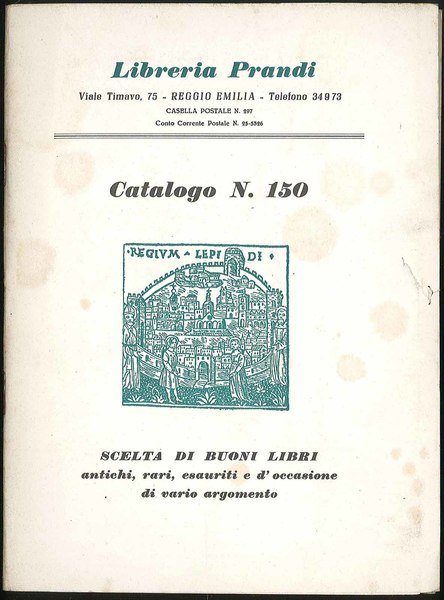 Libreria Prandi
Viale Timavo, 75 - REGGIO EMILIA - Telefono 34973
CASELLA POSTALE N. 297
Conto Corrente Postale N. 25-5326
Catalogo N. 150
·REGIVM - LEPIDI·
SCELTA DI BUONI LIBRI
antichi, rari, esauriti e d'occasione
di vario argomento